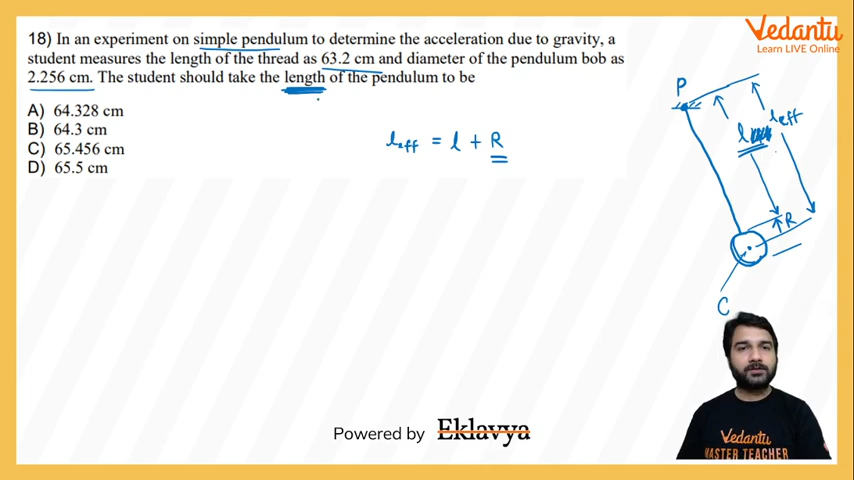 Vedantu
Learn LIVE Online
18) In an experiment on simple pendulum to determine the acceleration due to gravity, a
student measures the length of the thread as 63.2 cm and diameter of the pendulum bob as
2.256 cm. The student should take the length of the pendulum to be
A) 64.328 cm
B) 64.3 cm
C) 65.456 cm
D) 65.5 cm
leff = l + R
P
leff
l
R
C
Powered by Eklavya
Vedantu
MASTER TEACHER